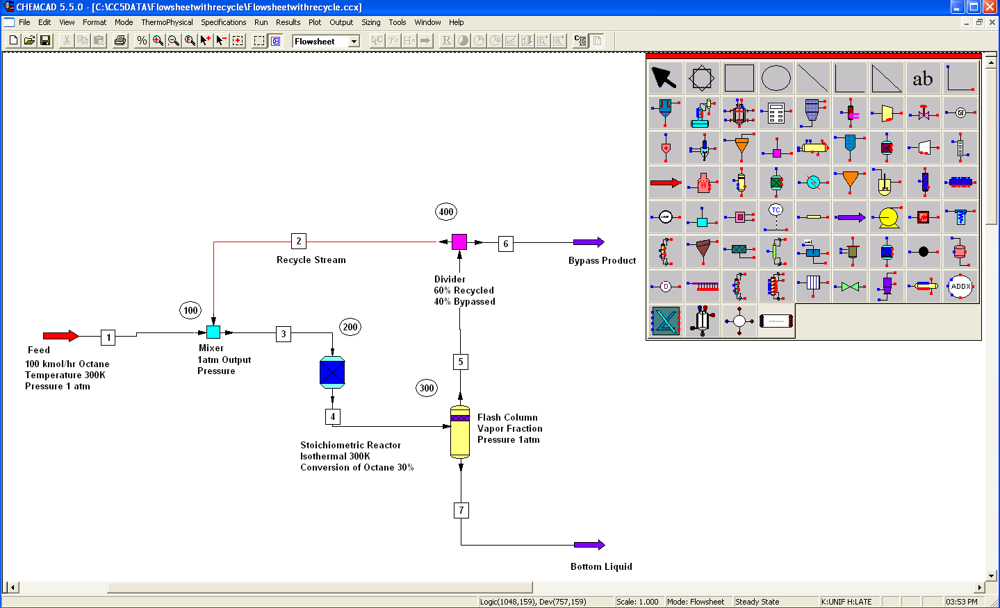 CHEMCAD 5.5.0 - [C:\CC5DATA\Flowsheetwithrecycle\Flowsheetwithrecycle.ccx]
File Edit View Format Mode ThermoPhysical Specifications Run Results Plot Output Sizing Tools Window Help
Flowsheet
ab
TC
D
ADDX
400
2
6
Recycle Stream
Bypass Product
Divider
60% Recycled
40% Bypassed
100
200
1
3
Feed
100 kmol/hr Octane
Temperature 300K
Pressure 1 atm
Mixer
1atm Output
Pressure
5
300
4
Flash Column
Vapor Fraction
Pressure 1atm
Stoichiometric Reactor
Isothermal 300K
Conversion of Octane 30%
7
Bottom Liquid
Logic(1048,159), Dev(757,159) Scale: 1.000 Mode: Flowsheet Steady State K:UNIF H:LATE 03:53 PM